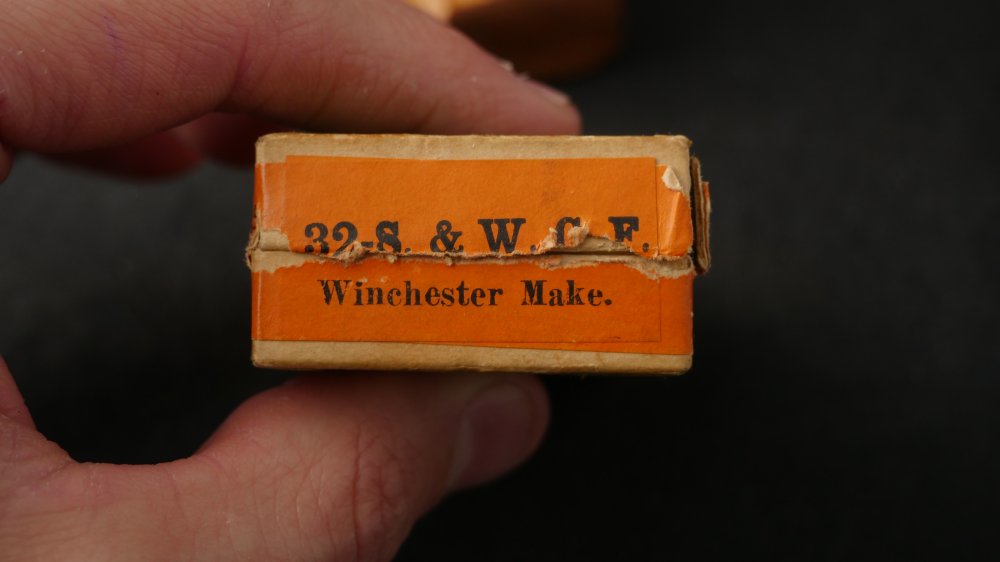 32-S. & W. C. F.
Winchester Make.